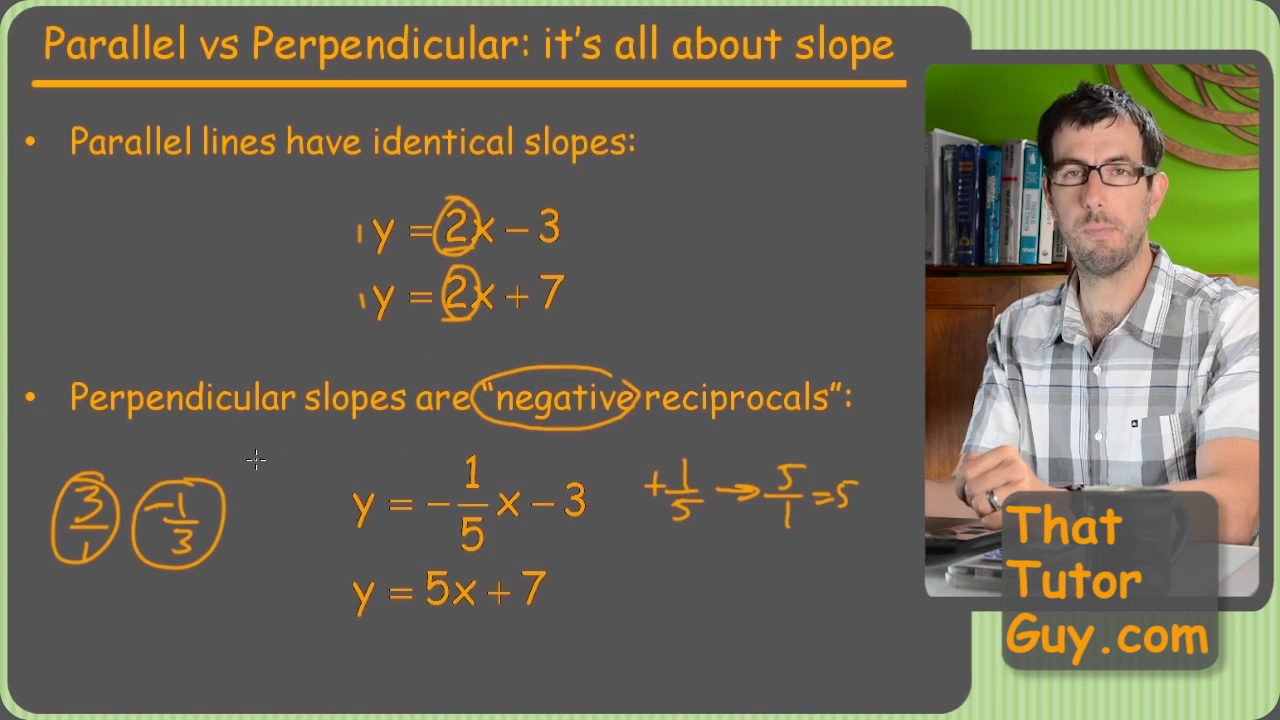 Parallel vs Perpendicular: it's all about slope
• Parallel lines have identical slopes:
y = 2x − 3
y = 2x + 7
• Perpendicular slopes are “negative reciprocals”:
3/1 −1/3
y = −1/5x − 3
+1/5 → 5/1 = 5
y = 5x + 7
That
Tutor
Guy.com